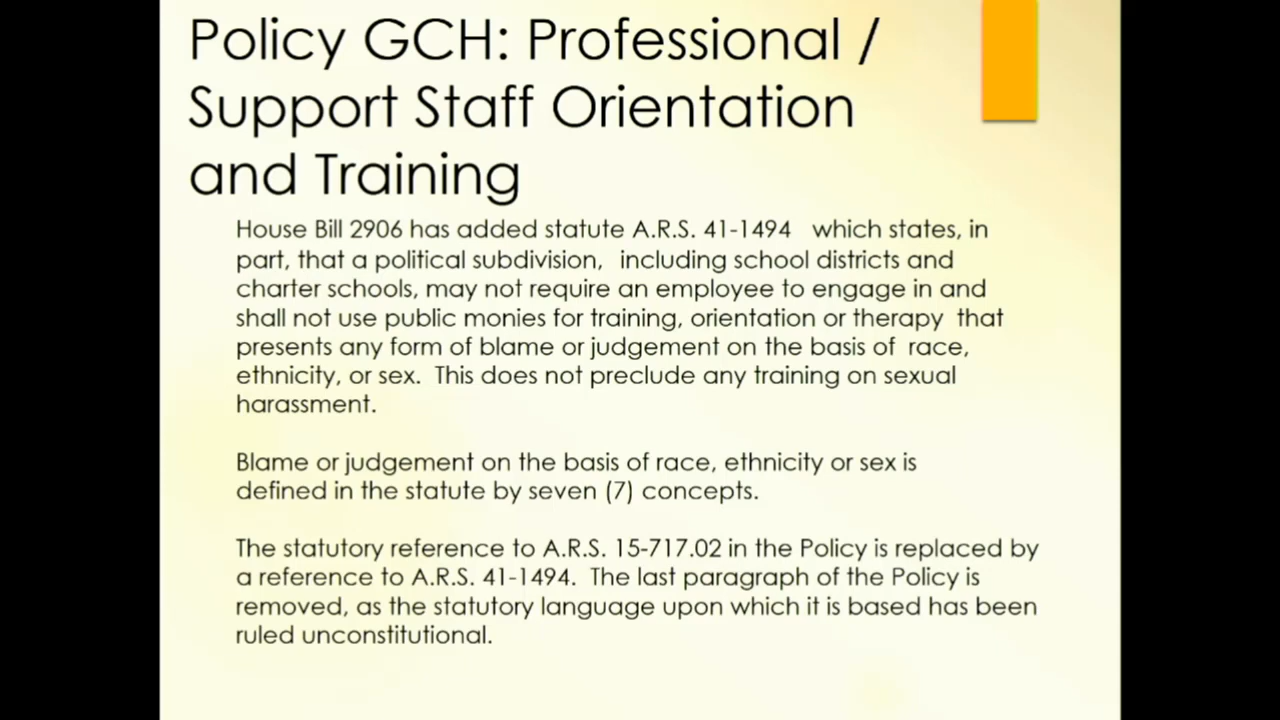 Policy GCH: Professional /
Support Staff Orientation
and Training
House Bill 2906 has added statute A.R.S. 41-1494 which states, in
part, that a political subdivision, including school districts and
charter schools, may not require an employee to engage in and
shall not use public monies for training, orientation or therapy that
presents any form of blame or judgement on the basis of race,
ethnicity, or sex. This does not preclude any training on sexual
harassment.
Blame or judgement on the basis of race, ethnicity or sex is
defined in the statute by seven (7) concepts.
The statutory reference to A.R.S. 15-717.02 in the Policy is replaced by
a reference to A.R.S. 41-1494. The last paragraph of the Policy is
removed, as the statutory language upon which it is based has been
ruled unconstitutional.